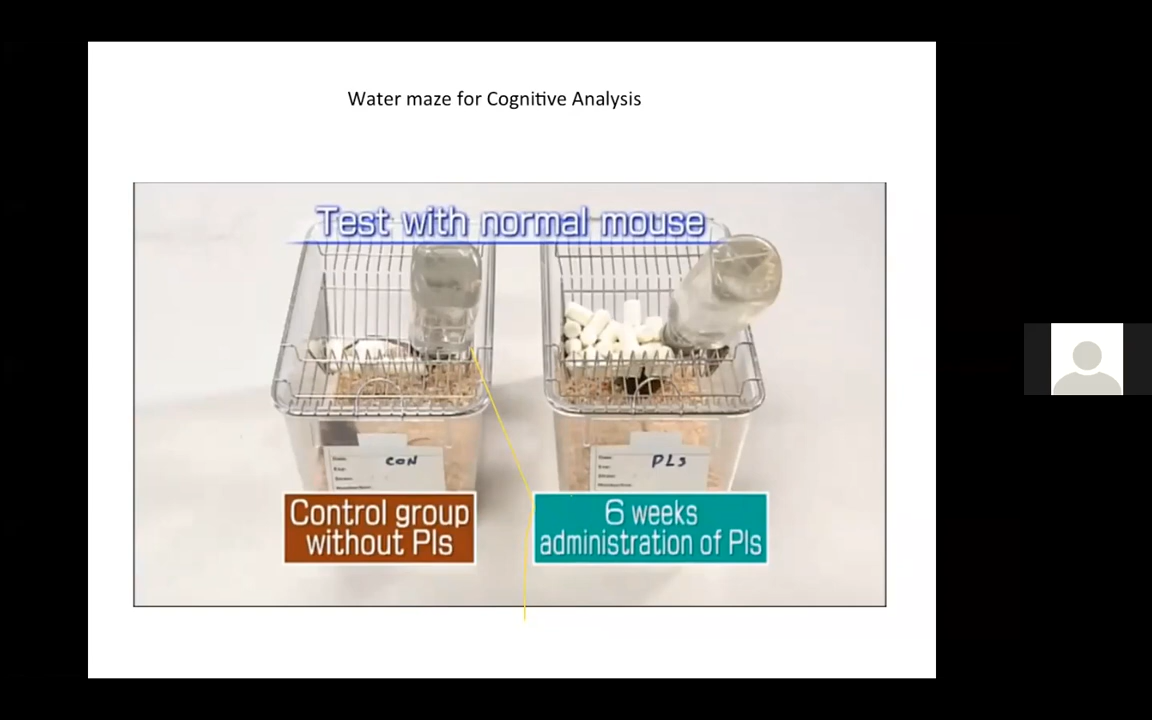 Water maze for Cognitive Analysis
Test with normal mouse
CON
PLS
Control group
without Pls
6 weeks
administration of Pls